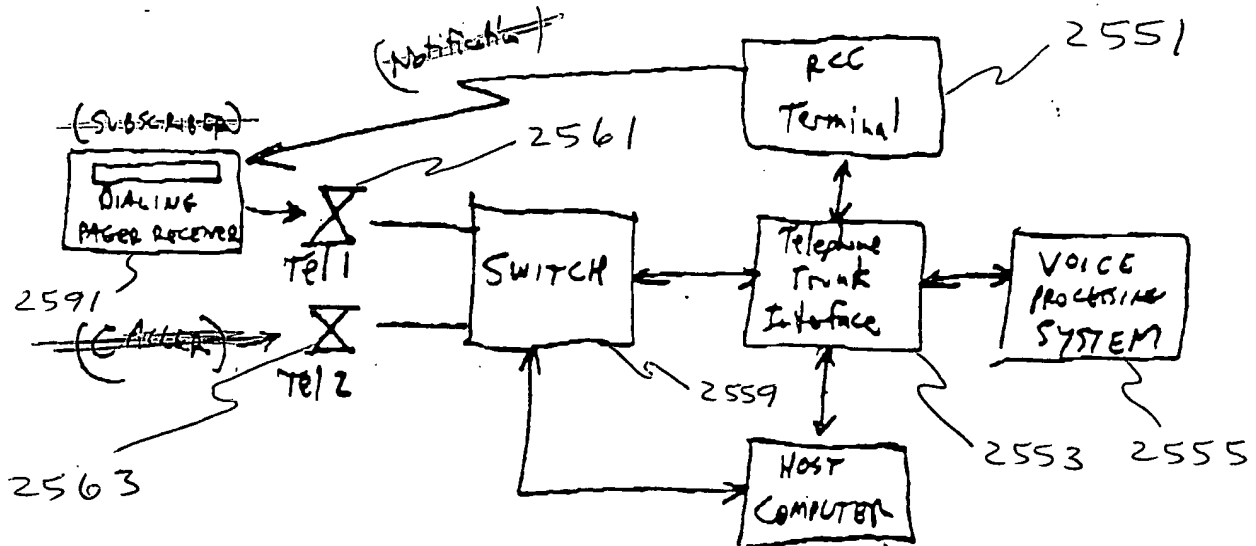 (Notification)
2551
RCC
Terminal
(SUBSCRIBER)
2561
DIALING
PAGER RECEIVER
Tel 1
SWITCH
Telephone
Trunk
Interface
VOICE
PROCESSING
SYSTEM
2591
(CALLER)
Tel 2
2559
2553
2555
2563
HOST
COMPUTER